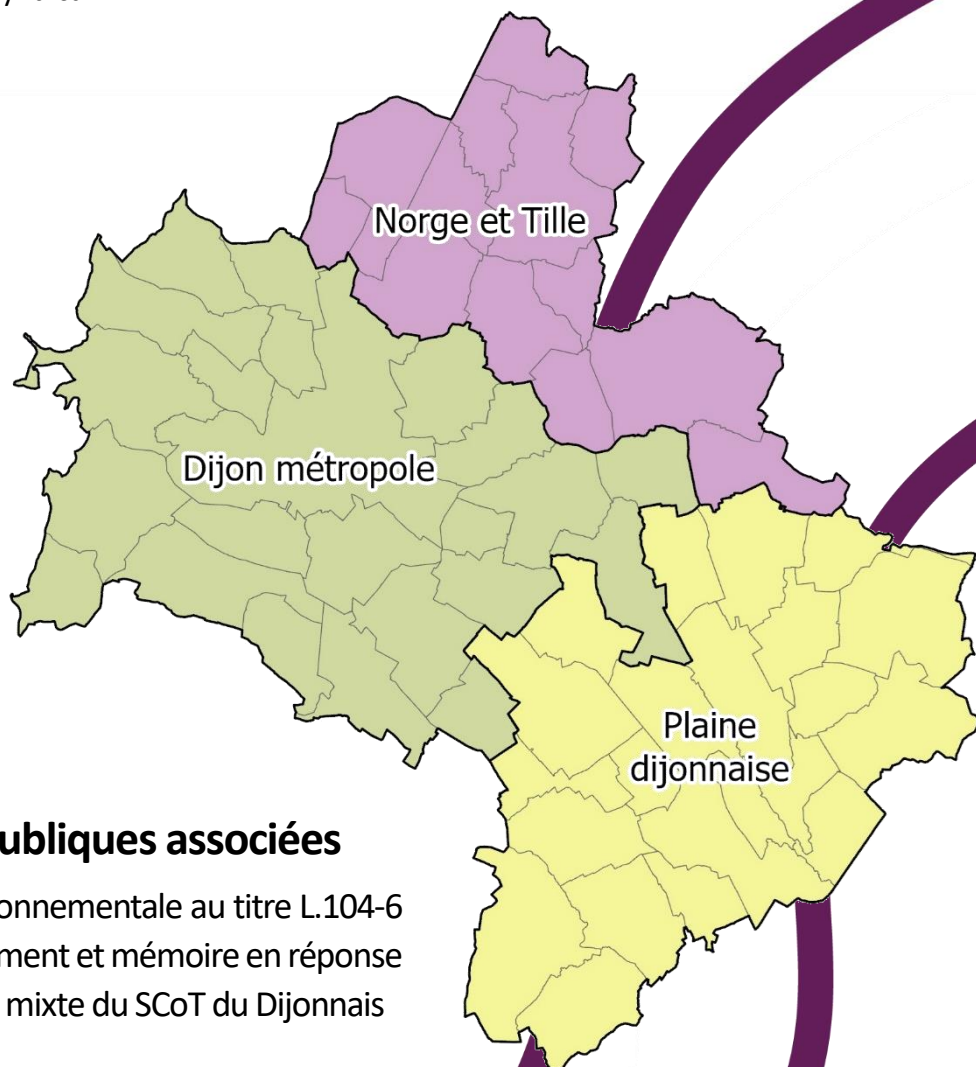 Norge et Tille
Dijon métropole
Plaine
dijonnaise
ubliques associées
onnementale au titre L.104-6
ment et mémoire en réponse
mixte du SCoT du Dijonnais